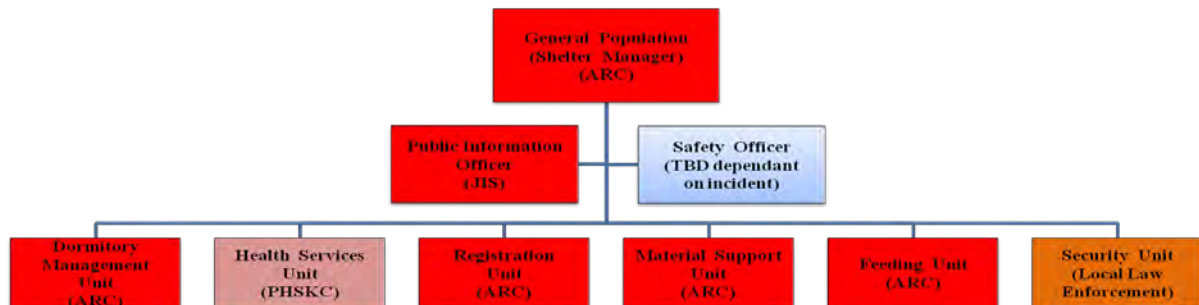 General Population
(Shelter Manager)
(ARC)
Public Information
Officer
(JIS)
Safety Officer
(TBD dependant
on incident)
Dormitory
Management
Unit
(ARC)
Health Services
Unit
(PHSKC)
Registration
Unit
(ARC)
Material Support
Unit
(ARC)
Feeding Unit
(ARC)
Security Unit
(Local Law
Enforcement)